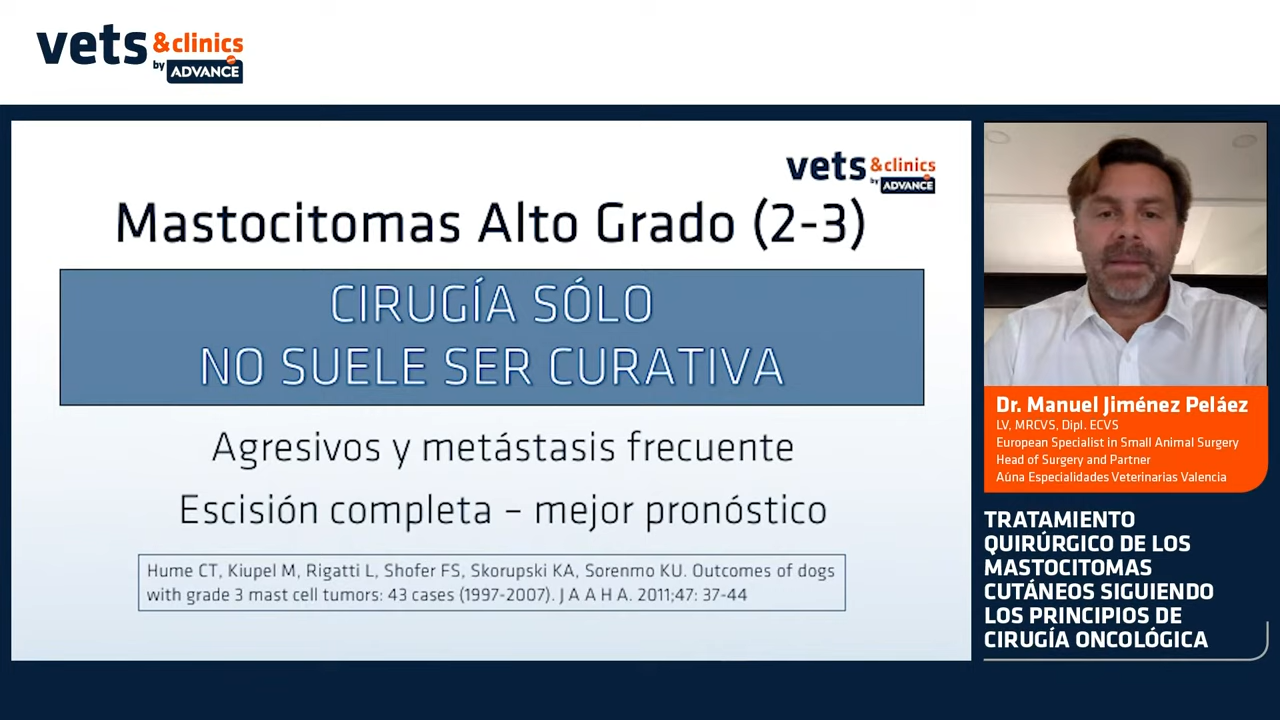 vets &clinics
by ADVANCE
vets &clinics
by ADVANCE
Mastocitomas Alto Grado (2-3)
CIRUGÍA SÓLO
NO SUELE SER CURATIVA
Agresivos y metástasis frecuente
Escisión completa – mejor pronóstico
Hume CT, Kiupel M, Rigatti L, Shofer FS, Skorupski KA, Sorenmo KU. Outcomes of dogs
with grade 3 mast cell tumors: 43 cases (1997-2007). J A A H A. 2011;47: 37-44
Dr. Manuel Jiménez Peláez
LV, MRCVS, Dipl. ECVS
European Specialist in Small Animal Surgery
Head of Surgery and Partner
Aúna Especialidades Veterinarias Valencia
TRATAMIENTO
QUIRÚRGICO DE LOS
MASTOCITOMAS
CUTÁNEOS SIGUIENDO
LOS PRINCIPIOS DE
CIRUGÍA ONCOLÓGICA